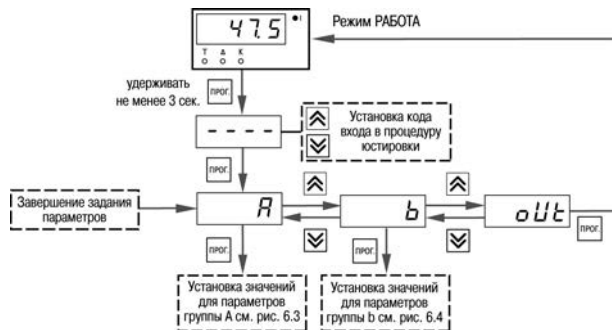 47.5
I
T Δ K
Режим РАБОТА
удерживать
не менее 3 сек.
ПРОГ.
- - - -
Установка кода
входа в процедуру
юстировки
ПРОГ.
Завершение задания
параметров
A
b
oUt
ПРОГ.
ПРОГ.
ПРОГ.
Установка значений
для параметров
группы A см. рис. 6.3
Установка значений
для параметров
группы b см. рис. 6.4